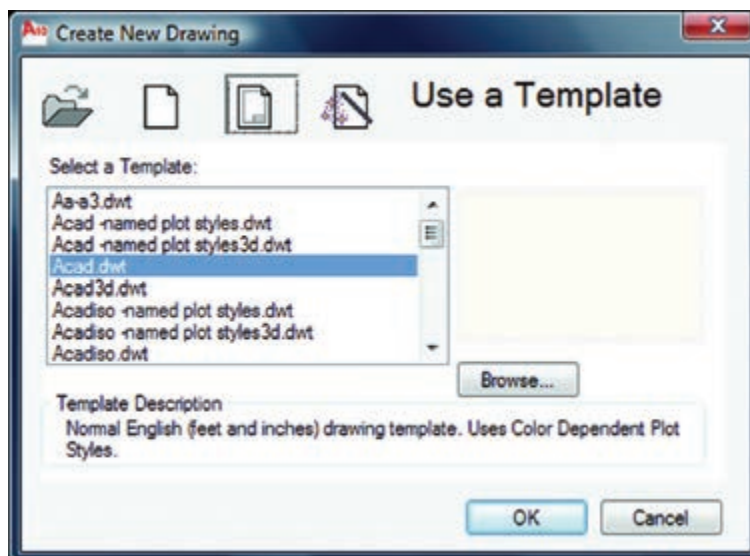 A10 Create New Drawing X
Use a Template
Select a Template:
Aa-a3.dwt
Acad -named plot styles.dwt
Acad -named plot styles3d.dwt
Acad.dwt
Acad3d.dwt
Acadiso -named plot styles.dwt
Acadiso -named plot styles3d.dwt
Acadiso.dwt
Browse...
Template Description
Normal English (feet and inches) drawing template. Uses Color Dependent Plot
Styles.
OK Cancel